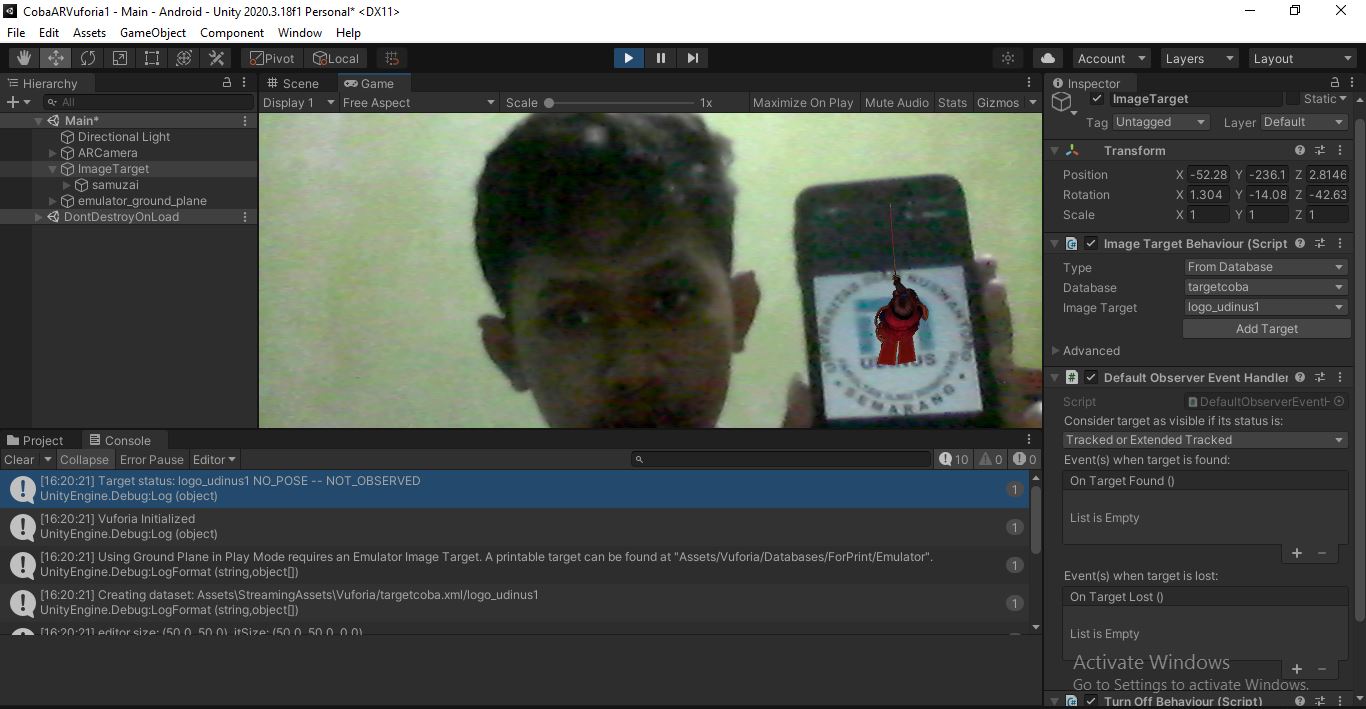 CobaARVuforia1 - Main - Android - Unity 2020.3.18f1 Personal* <DX11>
File Edit Assets GameObject Component Window Help
Pivot Local Account Layers Layout
Hierarchy
All
Main*
Directional Light
ARCamera
ImageTarget
samuzai
emulator_ground_plane
DontDestroyOnLoad
Scene Game
Display 1 Free Aspect Scale 1x Maximize On Play Mute Audio Stats Gizmos
SEMARANG
Inspector
ImageTarget Static
Tag Untagged Layer Default
Transform
Position X -52.28 Y -236.1 Z 2.8146
Rotation X 1.304 Y -14.08 Z -42.63
Scale X 1 Y 1 Z 1
Image Target Behaviour (Script
Type From Database
Database targetcoba
Image Target logo_udinus1
Add Target
Advanced
Default Observer Event Handler
Script DefaultObserverEventH
Consider target as visible if its status is:
Tracked or Extended Tracked
Event(s) when target is found:
On Target Found ()
List is Empty
+ −
Event(s) when target is lost:
On Target Lost ()
List is Empty
+ −
Turn Off Behaviour (Script)
Activate Windows
Go to Settings to activate Windows.
Project Console
Clear Collapse Error Pause Editor 10 0 0
[16:20:21] Target status: logo_udinus1 NO_POSE -- NOT_OBSERVED
UnityEngine.Debug:Log (object)
1
[16:20:21] Vuforia Initialized
UnityEngine.Debug:Log (object)
1
[16:20:21] Using Ground Plane in Play Mode requires an Emulator Image Target. A printable target can be found at "Assets/Vuforia/Databases/ForPrint/Emulator".
UnityEngine.Debug:LogFormat (string,object[])
1
[16:20:21] Creating dataset: Assets\StreamingAssets\Vuforia/targetcoba.xml/logo_udinus1
UnityEngine.Debug:LogFormat (string,object[])
1
[16:20:21] editor size: (50.0, 50.0), itSize: (50.0, 50.0, 0.0)